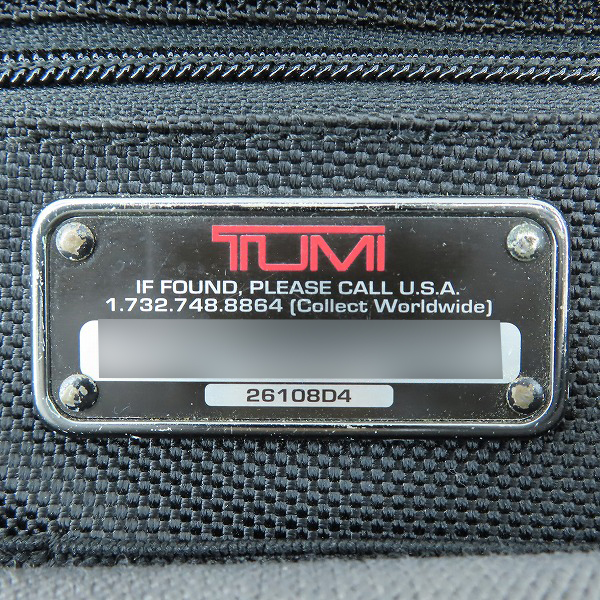 TUMI
IF FOUND, PLEASE CALL U.S.A.
1.732.748.8864 (Collect Worldwide)
26108D4